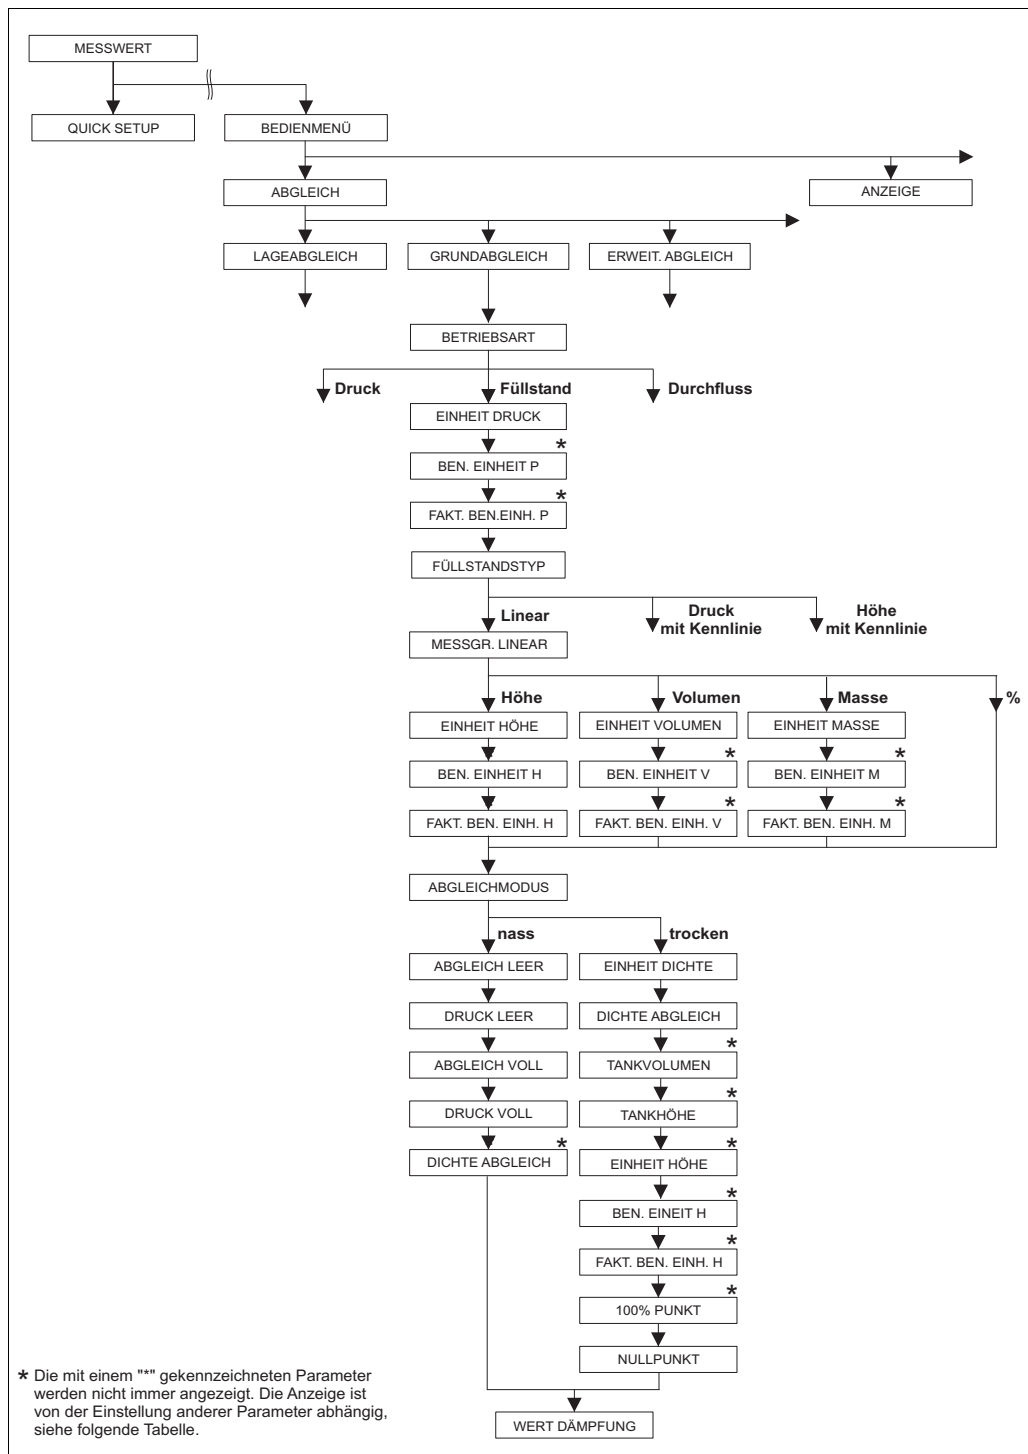 MESSWERT
QUICK SETUP
BEDIENMENÜ
ABGLEICH
ANZEIGE
LAGEABGLEICH
GRUNDABGLEICH
ERWEIT. ABGLEICH
BETRIEBSART
Druck
Füllstand
Durchfluss
EINHEIT DRUCK
*
BEN. EINHEIT P
*
FAKT. BEN.EINH. P
FÜLLSTANDSTYP
Linear
Druck
mit Kennlinie
Höhe
mit Kennlinie
MESSGR. LINEAR
Höhe
Volumen
Masse
%
EINHEIT HÖHE
EINHEIT VOLUMEN
EINHEIT MASSE
*
*
BEN. EINHEIT H
BEN. EINHEIT V
BEN. EINHEIT M
*
*
FAKT. BEN. EINH. H
FAKT. BEN. EINH. V
FAKT. BEN. EINH. M
ABGLEICHMODUS
nass
trocken
ABGLEICH LEER
EINHEIT DICHTE
DRUCK LEER
DICHTE ABGLEICH
*
ABGLEICH VOLL
TANKVOLUMEN
*
DRUCK VOLL
TANKHÖHE
*
*
DICHTE ABGLEICH
EINHEIT HÖHE
*
BEN. EINEIT H
*
FAKT. BEN. EINH. H
*
100% PUNKT
NULLPUNKT
WERT DÄMPFUNG
* Die mit einem "*" gekennzeichneten Parameter
werden nicht immer angezeigt. Die Anzeige ist
von der Einstellung anderer Parameter abhängig,
siehe folgende Tabelle.